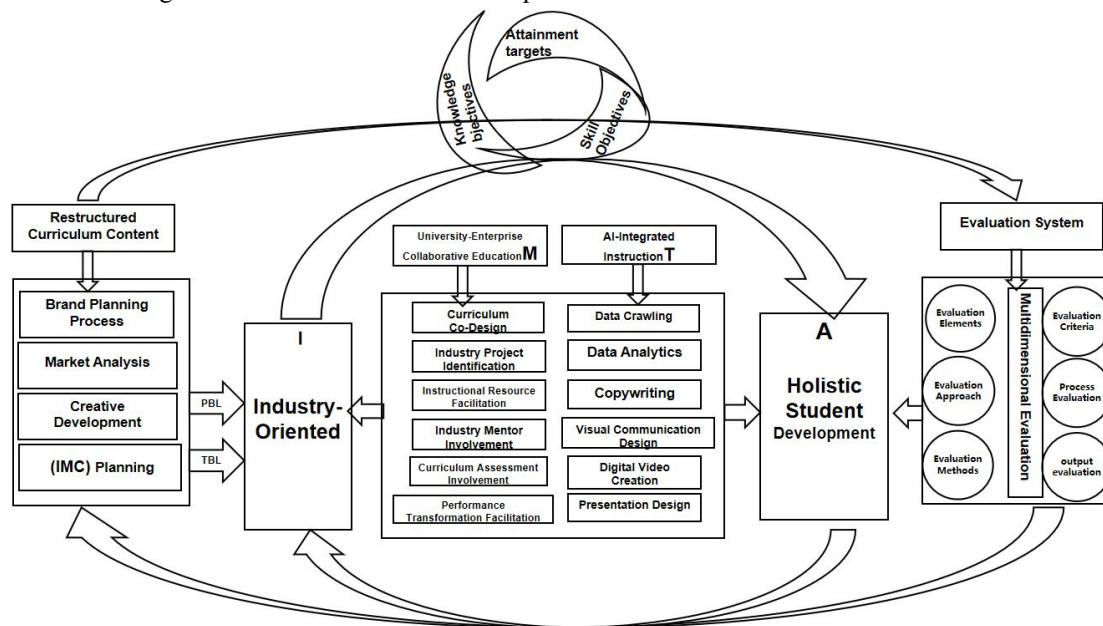 Attainment
targets
Knowledge
bjectives
Skill
Objectives
Restructured
Curriculum Content
Brand Planning
Process
Market Analysis
Creative
Development
(IMC) Planning
PBL
TBL
I
Industry-
Oriented
University-Enterprise
Collaborative Education M
AI-Integrated
Instruction T
Curriculum
Co-Design
Industry Project
Identification
Instructional Resource
Facilitation
Industry Mentor
Involvement
Curriculum Assessment
Involvement
Performance
Transformation Facilitation
Data Crawling
Data Analytics
Copywriting
Visual Communication
Design
Digital Video
Creation
Presentation Design
A
Holistic
Student
Development
Evaluation System
Evaluation
Elements
Evaluation
Approach
Evaluation
Methods
Multidimensional Evaluation
Evaluation
Criteria
Process
Evaluation
output
evaluation